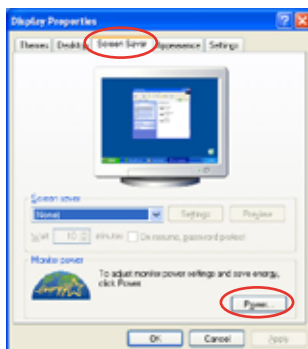 Display Properties
Themes Desktop Screen Saver Appearance Settings
Screen saver
(None) Settings Preview
Wait 10 minutes On resume, password protect
Monitor power
To adjust monitor power settings and save energy,
click Power.
Power...
OK Cancel Apply